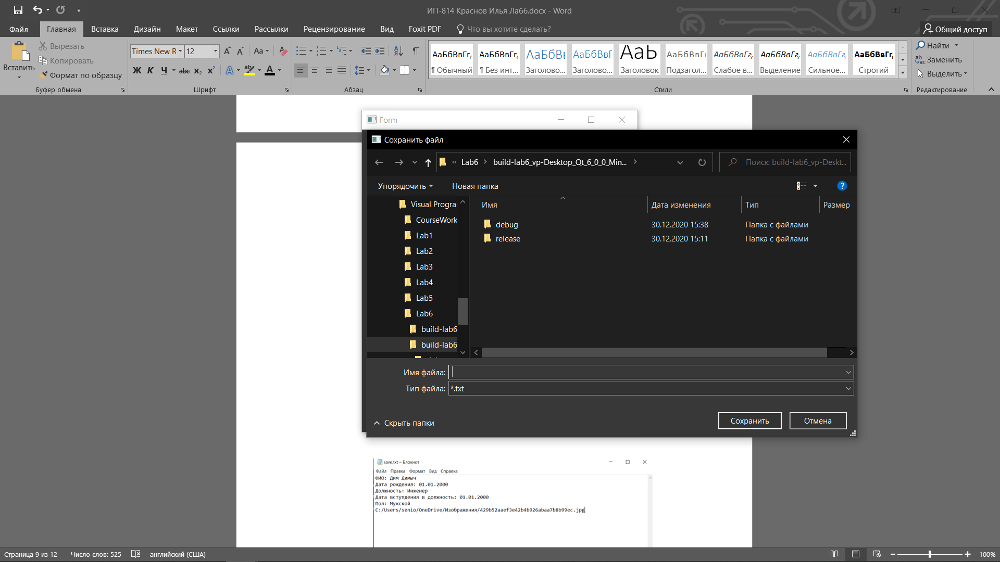 ИП-814 Краснов Илья Лаб6.docx - Word
Файл Главная Вставка Дизайн Макет Ссылки Рассылки Рецензирование Вид Foxit PDF Что вы хотите сделать? Общий доступ
Вставить
Вырезать
Копировать
Формат по образцу
Буфер обмена
Times New R 12
Шрифт
Абзац
АаБбВвГг, АаБбВвГг, АаБбВв АаБбВвГ АаЬ АаБбВвГг АаБбВвГг, АаБбВвГг, АаБбВвГг, АаБбВвГг,
¶ Обычный ¶ Без инт... Заголово... Заголово... Заголовок Подзагол... Слабое в... Выделение Сильное... Строгий
Стили
Найти
Заменить
Выделить
Редактирование
Form
Сохранить файл
« Lab6 > build-lab6_vp-Desktop_Qt_6_0_0_Min... >
Поиск: build-lab6_vp-Deskt...
Упорядочить Новая папка
Visual Progra
CourseWork
Lab1
Lab2
Lab3
Lab4
Lab5
Lab6
build-lab6
build-lab6
Имя Дата изменения Тип Размер
debug 30.12.2020 15:38 Папка с файлами
release 30.12.2020 15:11 Папка с файлами
Имя файла:
Тип файла: *.txt
Скрыть папки
Сохранить Отмена
save.txt – Блокнот
Файл Правка Формат Вид Справка
ФИО: Дим Димыч
Дата рождения: 01.01.2000
Должность: Инженер
Дата вступдения в должность: 01.01.2000
Пол: Мужской
C:/Users/senio/OneDrive/Изображения/429b52aaef3e42b4b926abaa7b8b99ec.jpg
Страница 9 из 12 Число слов: 525 английский (США) 100%